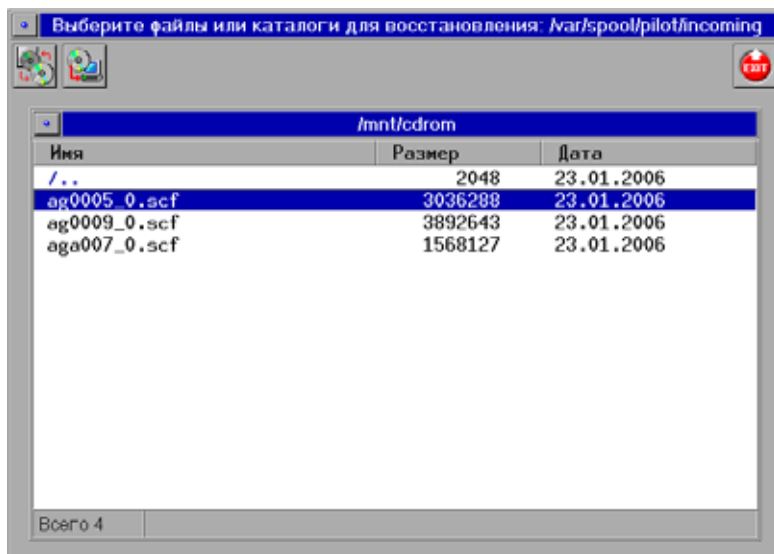 Выберите файлы или каталоги для восстановления: /var/spool/pilot/incoming
EXIT
/mnt/cdrom
Имя Размер Дата
/.. 2048 23.01.2006
ag0005_0.scf 3036288 23.01.2006
ag0009_0.scf 3892643 23.01.2006
aga007_0.scf 1568127 23.01.2006
Всего 4